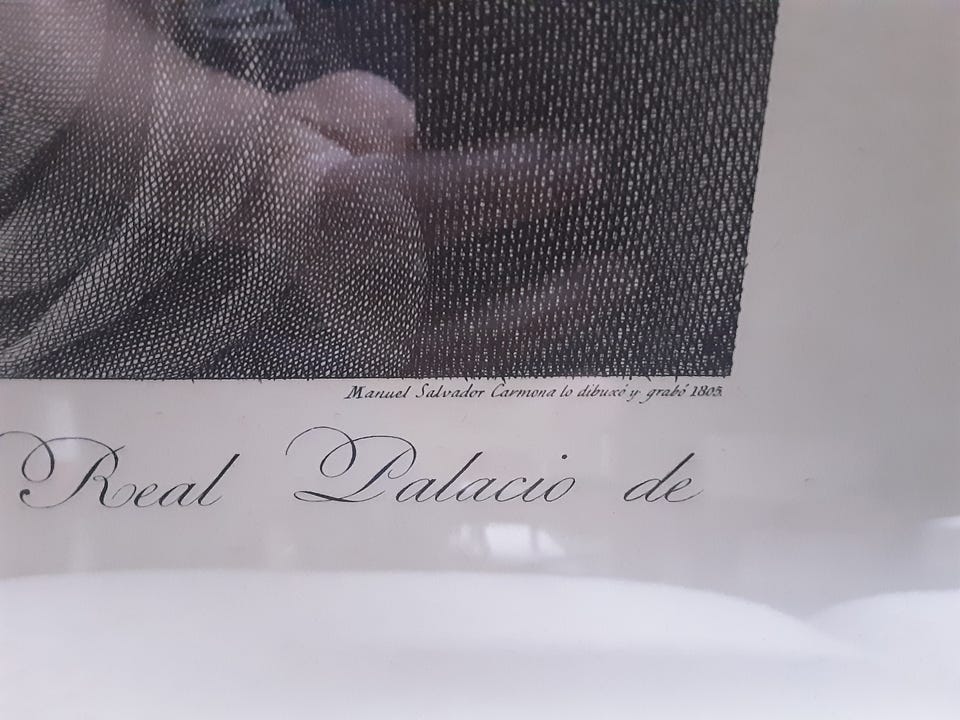 Manuel Salvador Carmona lo dibuxó y grabó 1805.
Real Palacio de